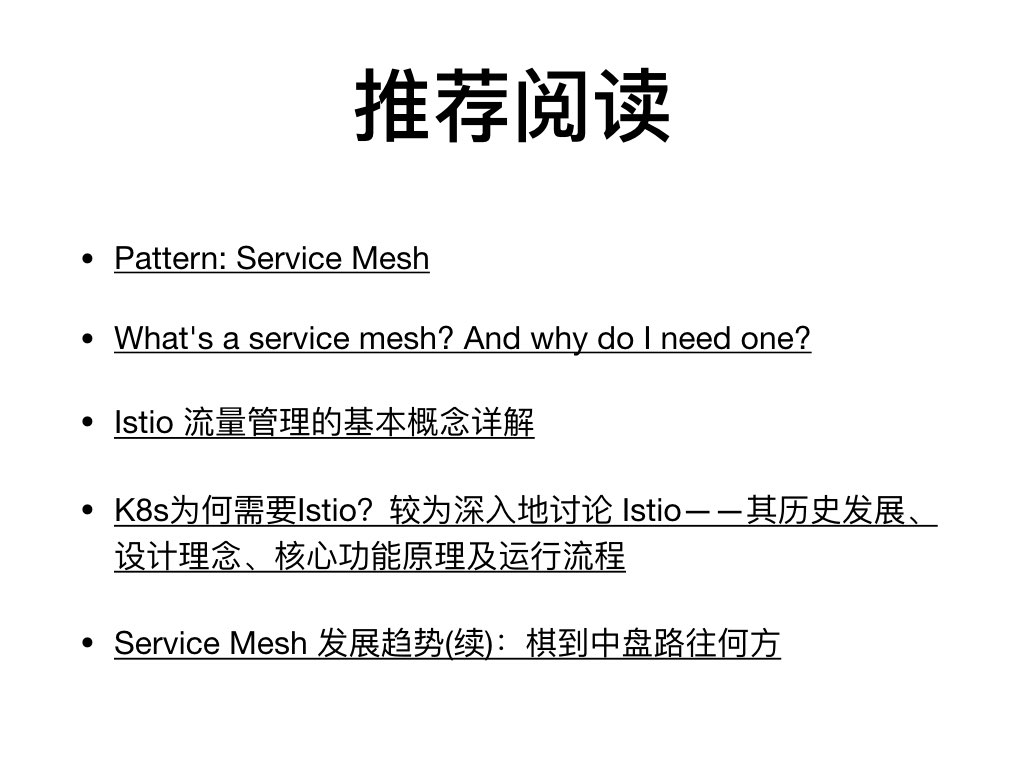 推荐阅读
• Pattern: Service Mesh
• What's a service mesh? And why do I need one?
• Istio 流量管理的基本概念详解
• K8s为何需要Istio？较为深入地讨论 Istio——其历史发展、
设计理念、核心功能原理及运行流程
• Service Mesh 发展趋势(续)：棋到中盘路往何方